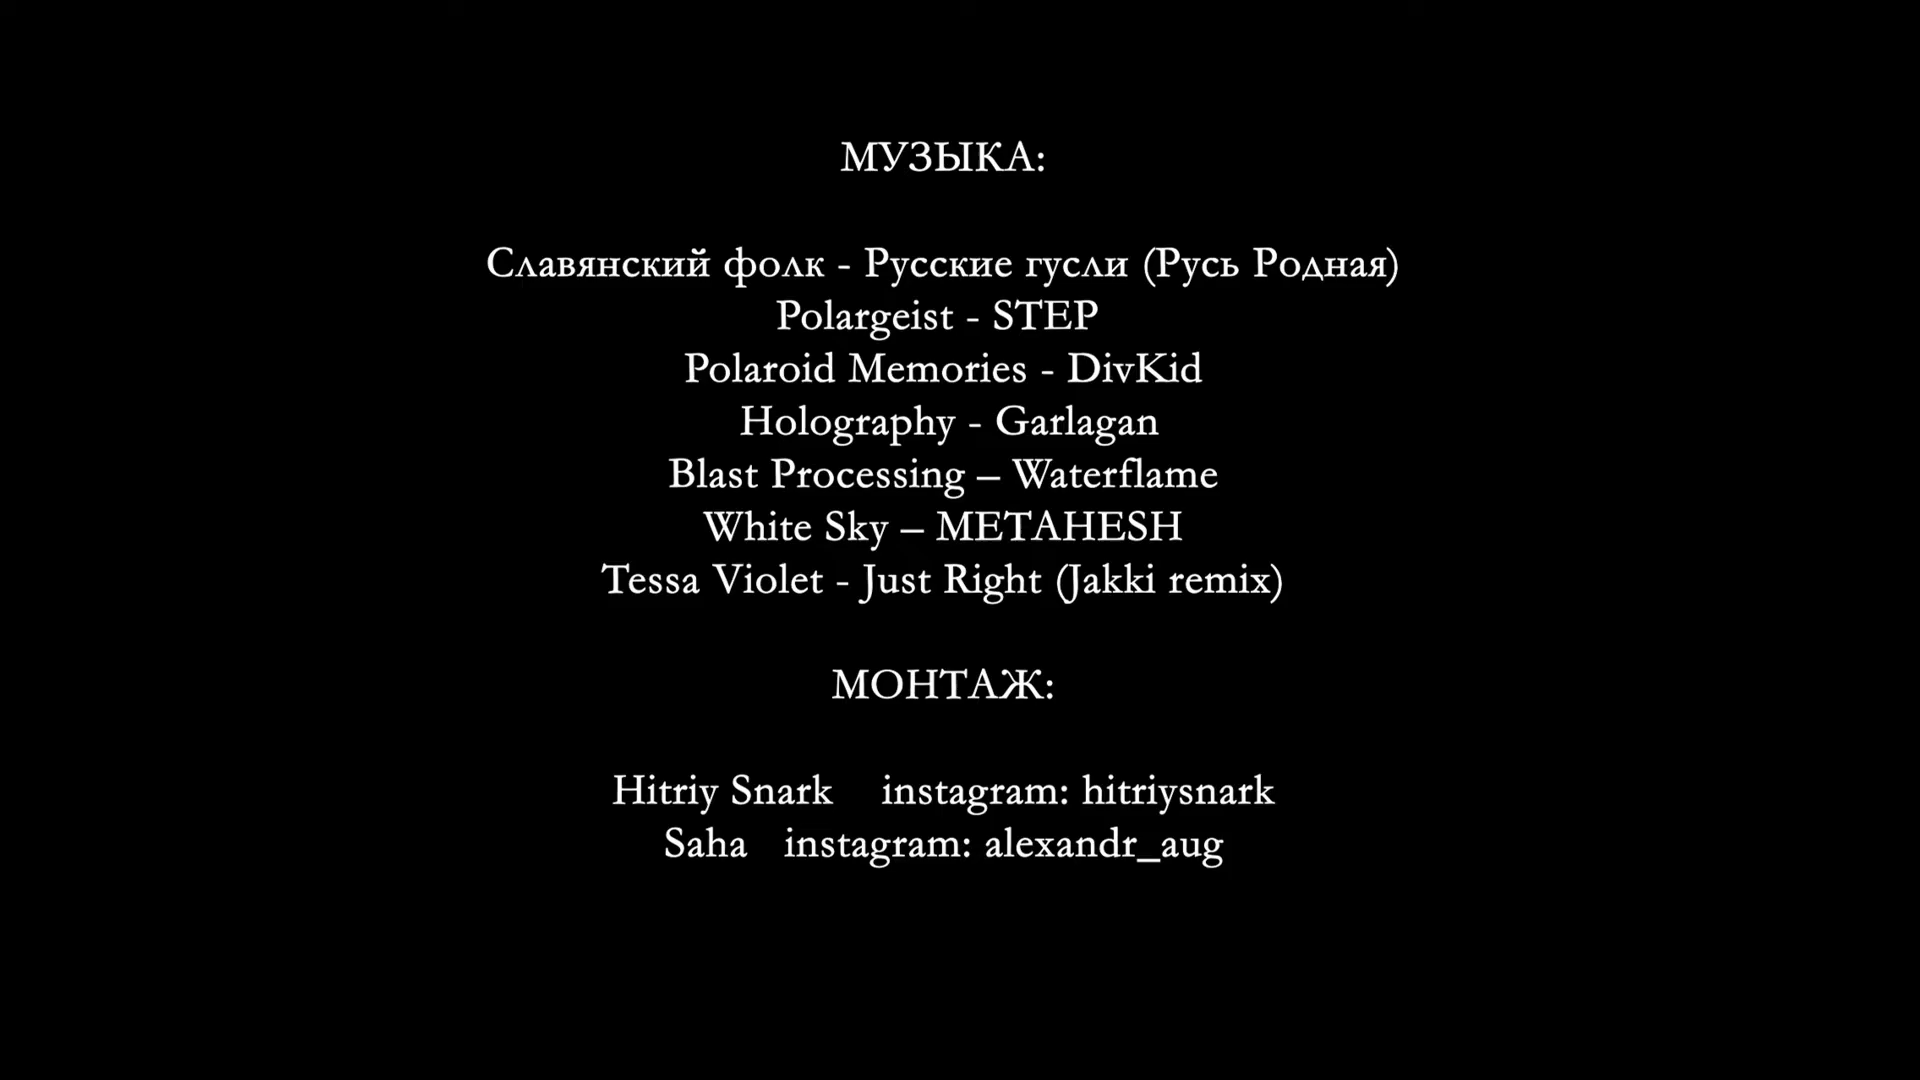 МУЗЫКА:
Славянский фолк - Русские гусли (Русь Родная)
Polargeist - STEP
Polaroid Memories - DivKid
Holography - Garlagan
Blast Processing – Waterflame
White Sky – METAHESH
Tessa Violet - Just Right (Jakki remix)
МОНТАЖ:
Hitriy Snark instagram: hitriysnark
Saha instagram: alexandr_aug